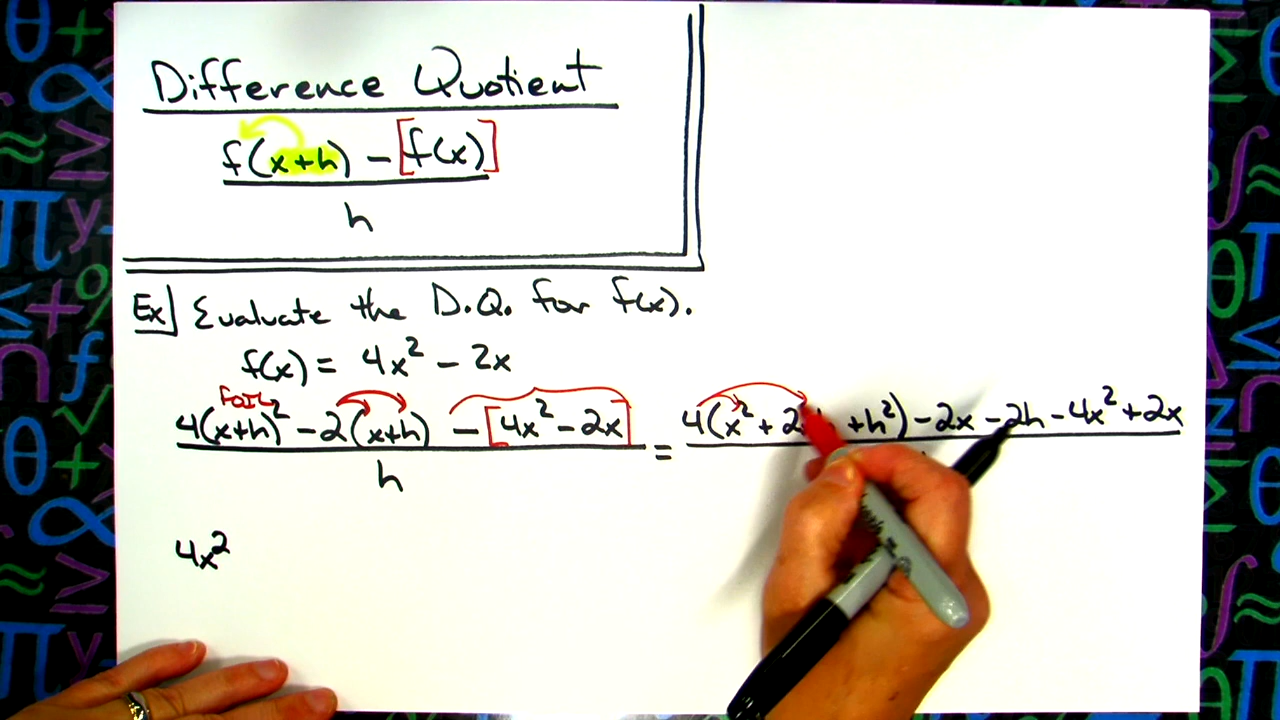 Difference Quotient
f(x+h) - [f(x)]
h
Ex] Evaluate the D.Q. for f(x).
f(x) = 4x² - 2x
FOIL
4(x+h)² - 2(x+h) - [4x² - 2x] = 4(x² + 2 h + h²) - 2x - 2h - 4x² + 2x
h
4x²